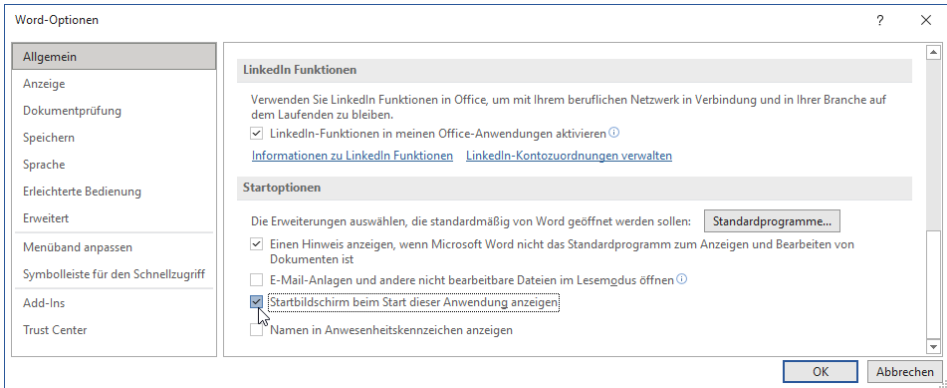 Word-Optionen
Allgemein
Anzeige
Dokumentprüfung
Speichern
Sprache
Erleichterte Bedienung
Erweitert
Menüband anpassen
Symbolleiste für den Schnellzugriff
Add-Ins
Trust Center
LinkedIn Funktionen
Verwenden Sie LinkedIn Funktionen in Office, um mit Ihrem beruflichen Netzwerk in Verbindung und in Ihrer Branche auf
dem Laufenden zu bleiben.
LinkedIn-Funktionen in meinen Office-Anwendungen aktivieren
Informationen zu LinkedIn Funktionen LinkedIn-Kontozuordnungen verwalten
Startoptionen
Die Erweiterungen auswählen, die standardmäßig von Word geöffnet werden sollen: Standardprogramme...
Einen Hinweis anzeigen, wenn Microsoft Word nicht das Standardprogramm zum Anzeigen und Bearbeiten von
Dokumenten ist
E-Mail-Anlagen und andere nicht bearbeitbare Dateien im Lesemodus öffnen
Startbildschirm beim Start dieser Anwendung anzeigen
Namen in Anwesenheitskennzeichen anzeigen
OK Abbrechen